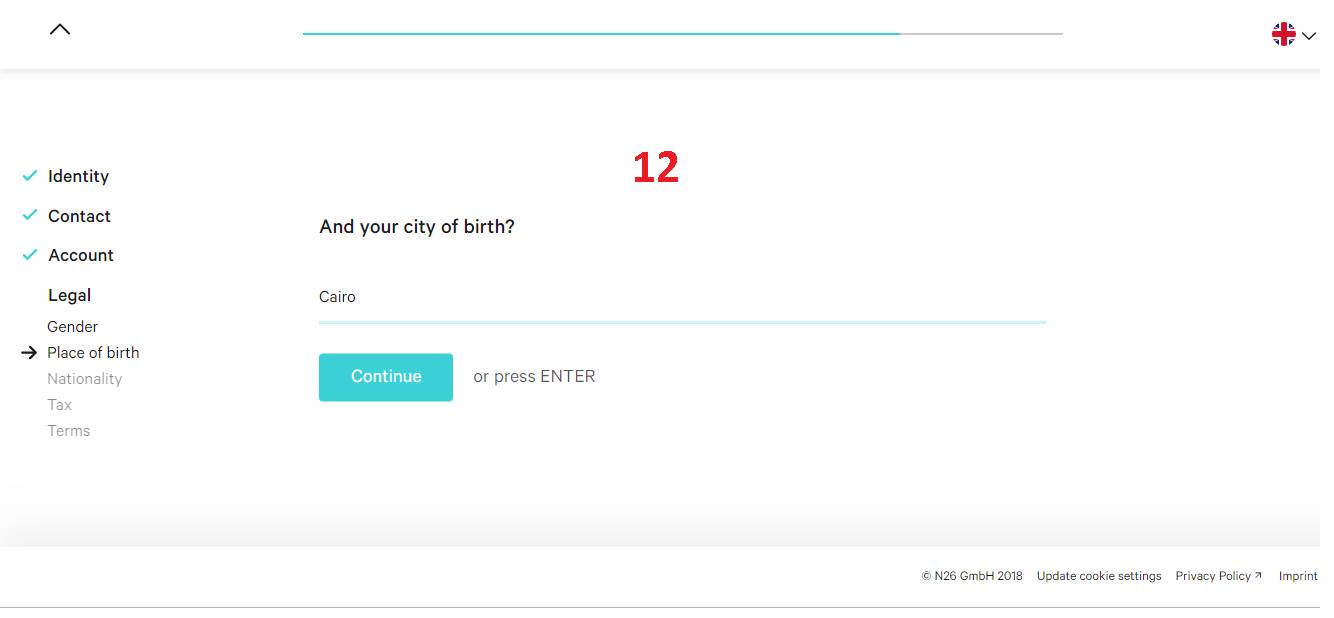 12
Identity
Contact
Account
Legal
Gender
Place of birth
Nationality
Tax
Terms
And your city of birth?
Cairo
Continue or press ENTER
© N26 GmbH 2018 Update cookie settings Privacy Policy ↗ Imprint